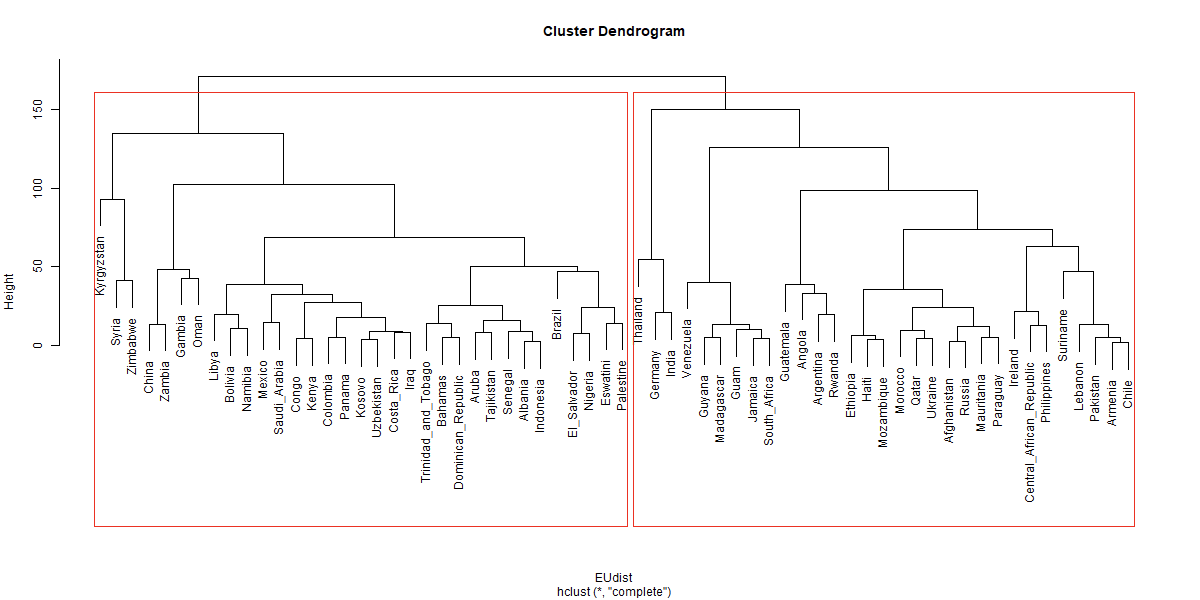 Cluster Dendrogram
Height
150
100
50
0
Kyrgyzstan
Syria
Zimbabwe
China
Zambia
Gambia
Oman
Libya
Bolivia
Namibia
Mexico
Saudi_Arabia
Congo
Kenya
Colombia
Panama
Kosovo
Uzbekistan
Costa_Rica
Iraq
Trinidad_and_Tobago
Bahamas
Dominican_Republic
Aruba
Tajikistan
Senegal
Albania
Indonesia
Brazil
El_Salvador
Nigeria
Eswatini
Palestine
Thailand
Germany
India
Venezuela
Guyana
Madagascar
Guam
Jamaica
South_Africa
Guatemala
Angola
Argentina
Rwanda
Ethiopia
Haiti
Mozambique
Morocco
Qatar
Ukraine
Afghanistan
Russia
Mauritania
Paraguay
Ireland
Central_African_Republic
Philippines
Suriname
Lebanon
Pakistan
Armenia
Chile
EUdist
hclust (*, "complete")